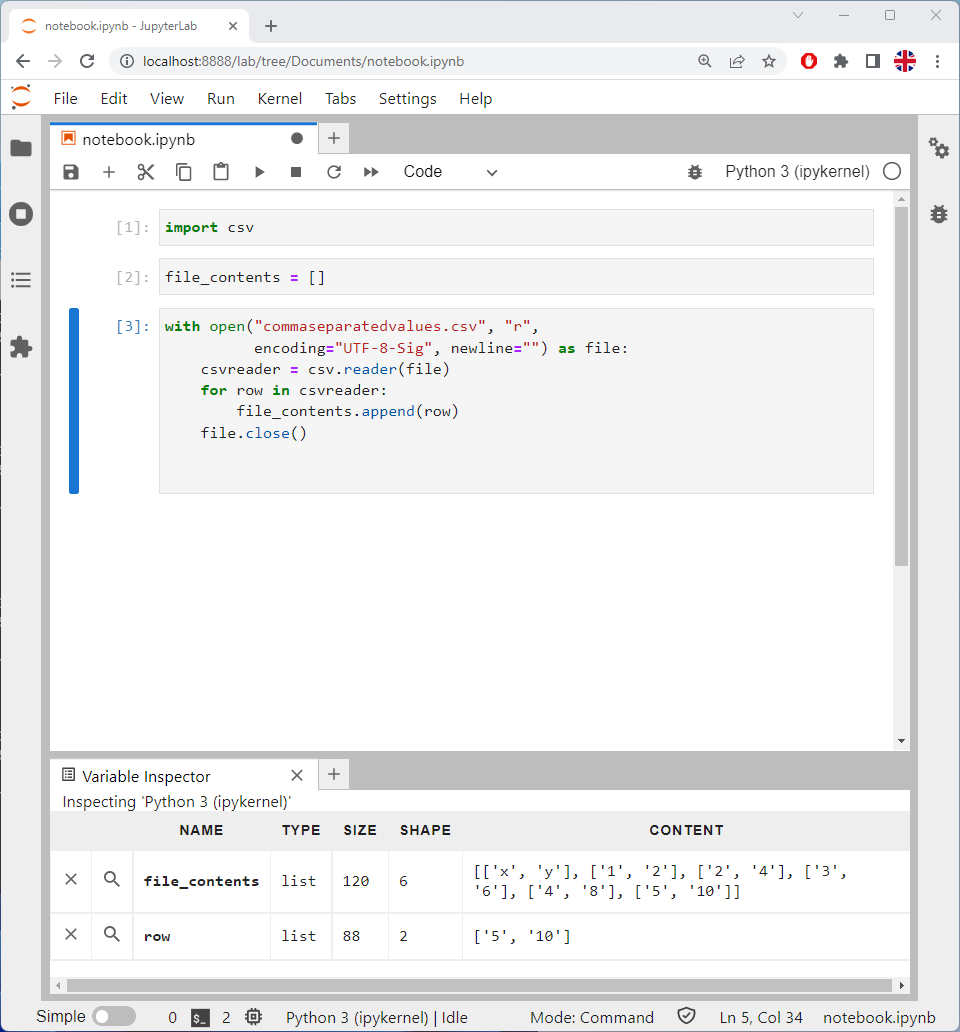 notebook.ipynb - JupyterLab
localhost:8888/lab/tree/Documents/notebook.ipynb
File Edit View Run Kernel Tabs Settings Help
notebook.ipynb
Code Python 3 (ipykernel)
[1]: import csv
[2]: file_contents = []
[3]: with open("commaseparatedvalues.csv", "r",
encoding="UTF-8-Sig", newline="") as file:
csvreader = csv.reader(file)
for row in csvreader:
file_contents.append(row)
file.close()
Variable Inspector
Inspecting 'Python 3 (ipykernel)'
NAME TYPE SIZE SHAPE CONTENT
file_contents list 120 6 [['x', 'y'], ['1', '2'], ['2', '4'], ['3',
'6'], ['4', '8'], ['5', '10']]
row list 88 2 ['5', '10']
Simple 0 $_ 2 Python 3 (ipykernel) | Idle Mode: Command Ln 5, Col 34 notebook.ipynb